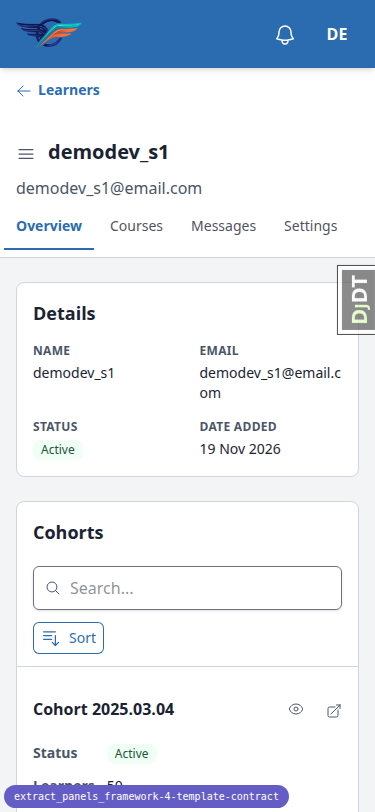 DE
Learners
demodev_s1
demodev_s1@email.com
Overview Courses Messages Settings
DjDT
Details
NAME EMAIL
demodev_s1 demodev_s1@email.c
om
STATUS DATE ADDED
Active 19 Nov 2026
Cohorts
Search...
Sort
Cohort 2025.03.04
Status Active
Learners 50
extract_panels_framework-4-template-contract